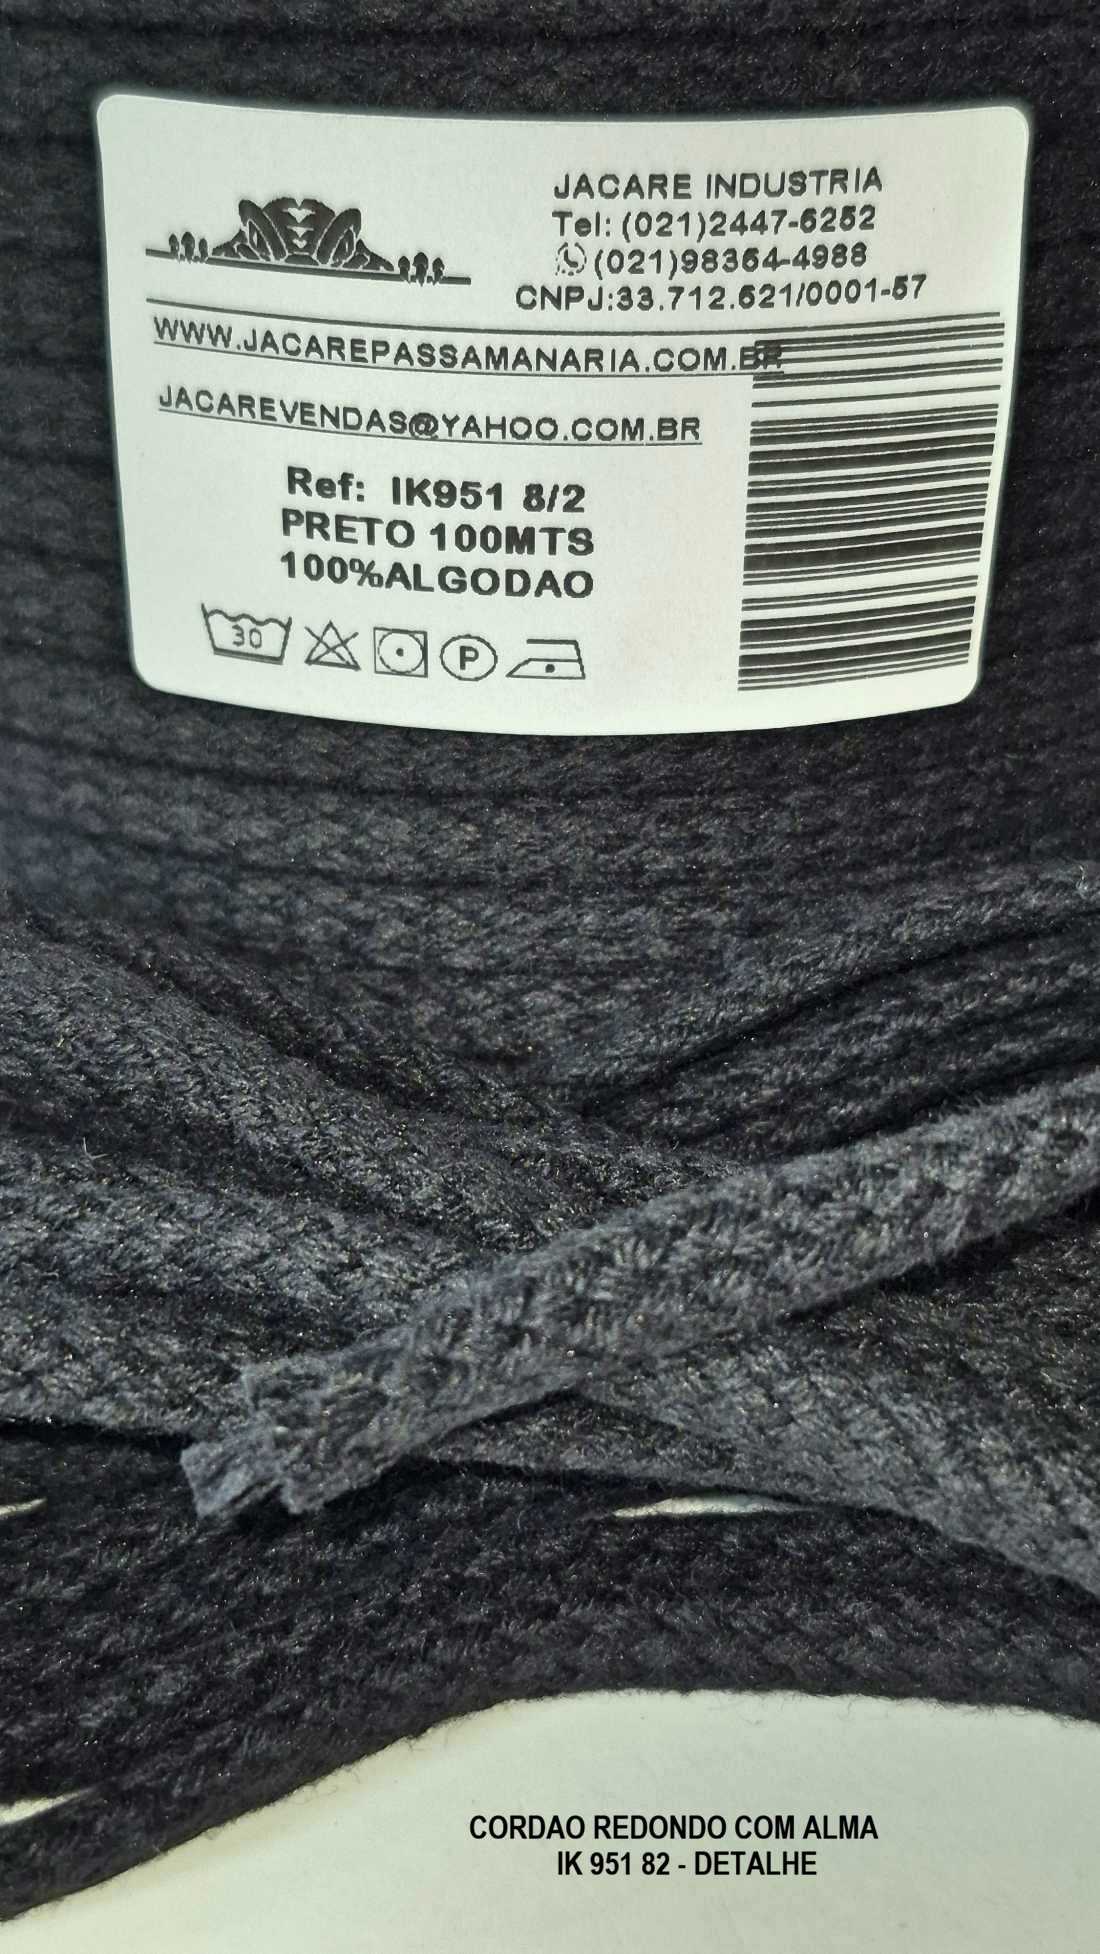 JACARE INDUSTRIA
Tel: (021)2447-6252
(021)98364-4988
CNPJ:33.712.621/0001-57
WWW.JACAREPASSAMANARIA.COM.BR
JACAREVENDAS@YAHOO.COM.BR
Ref: IK951 8/2
PRETO 100MTS
100%ALGODAO
30
P
CORDAO REDONDO COM ALMA
IK 951 82 - DETALHE